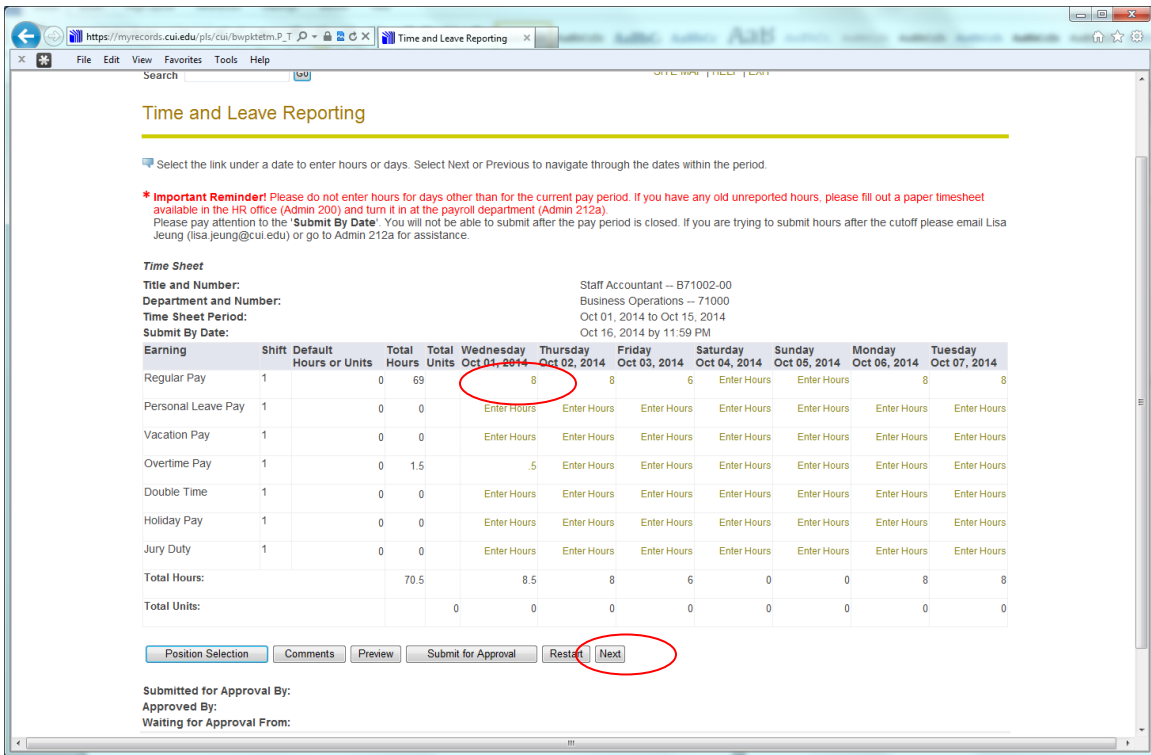 https://myrecords.cui.edu/pls/cui/bwpktetm.P_T
Time and Leave Reporting
File Edit View Favorites Tools Help
Search Go
SITE MAP | HELP | EXIT
Time and Leave Reporting
Select the link under a date to enter hours or days. Select Next or Previous to navigate through the dates within the period.
* Important Reminder! Please do not enter hours for days other than for the current pay period. If you have any old unreported hours, please fill out a paper timesheet
available in the HR office (Admin 200) and turn it in at the payroll department (Admin 212a).
Please pay attention to the 'Submit By Date'. You will not be able to submit after the pay period is closed. If you are trying to submit hours after the cutoff please email Lisa
Jeung (lisa.jeung@cui.edu) or go to Admin 212a for assistance.
Time Sheet
Title and Number: Staff Accountant -- B71002-00
Department and Number: Business Operations -- 71000
Time Sheet Period: Oct 01, 2014 to Oct 15, 2014
Submit By Date: Oct 16, 2014 by 11:59 PM
Earning Shift Default Total Total Wednesday Thursday Friday Saturday Sunday Monday Tuesday
Hours or Units Hours Units Oct 01, 2014 Oct 02, 2014 Oct 03, 2014 Oct 04, 2014 Oct 05, 2014 Oct 06, 2014 Oct 07, 2014
Regular Pay 1 0 69 8 8 6 Enter Hours Enter Hours 8 8
Personal Leave Pay 1 0 0 Enter Hours Enter Hours Enter Hours Enter Hours Enter Hours Enter Hours Enter Hours
Vacation Pay 1 0 0 Enter Hours Enter Hours Enter Hours Enter Hours Enter Hours Enter Hours Enter Hours
Overtime Pay 1 0 1.5 .5 Enter Hours Enter Hours Enter Hours Enter Hours Enter Hours Enter Hours
Double Time 1 0 0 Enter Hours Enter Hours Enter Hours Enter Hours Enter Hours Enter Hours Enter Hours
Holiday Pay 1 0 0 Enter Hours Enter Hours Enter Hours Enter Hours Enter Hours Enter Hours Enter Hours
Jury Duty 1 0 0 Enter Hours Enter Hours Enter Hours Enter Hours Enter Hours Enter Hours Enter Hours
Total Hours: 70.5 8.5 8 6 0 0 8 8
Total Units: 0 0 0 0 0 0 0 0
Position Selection Comments Preview Submit for Approval Restart Next
Submitted for Approval By:
Approved By:
Waiting for Approval From: